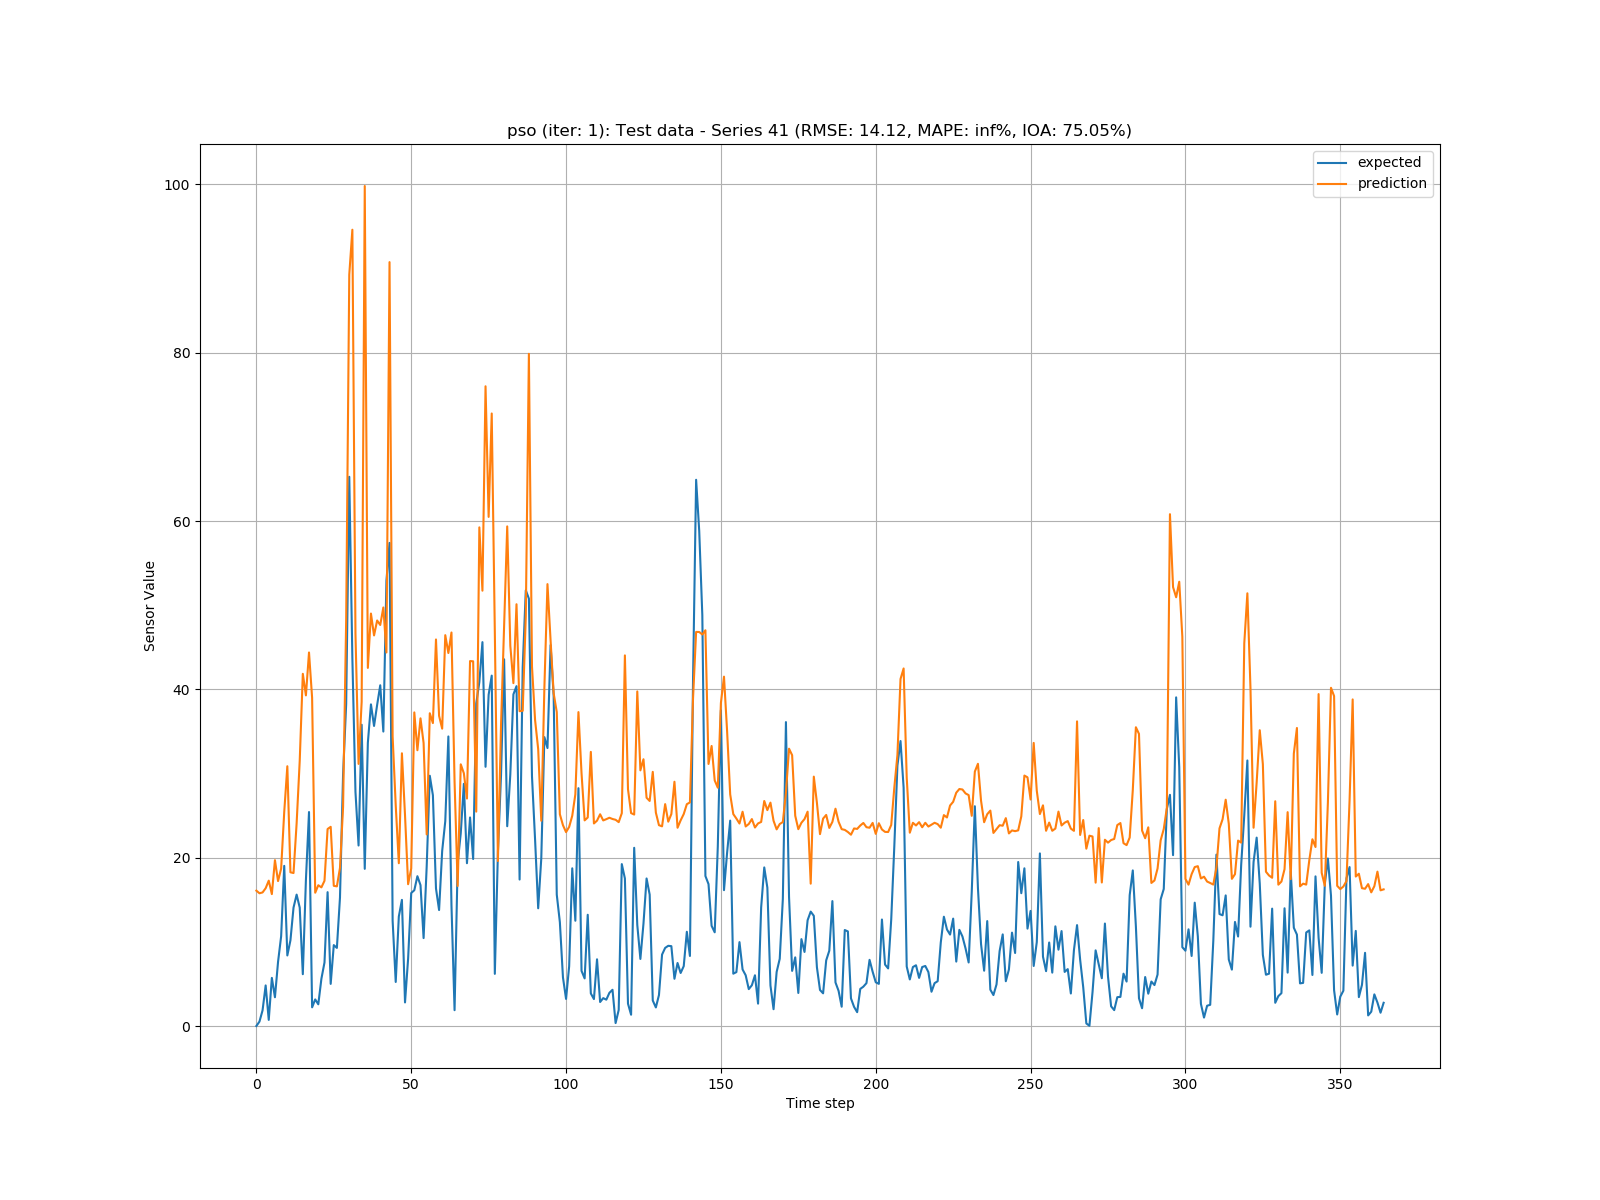 pso (iter: 1): Test data - Series 41 (RMSE: 14.12, MAPE: inf%, IOA: 75.05%)
expected
prediction
100
80
60
40
20
0
Sensor Value
0 50 100 150 200 250 300 350
Time step